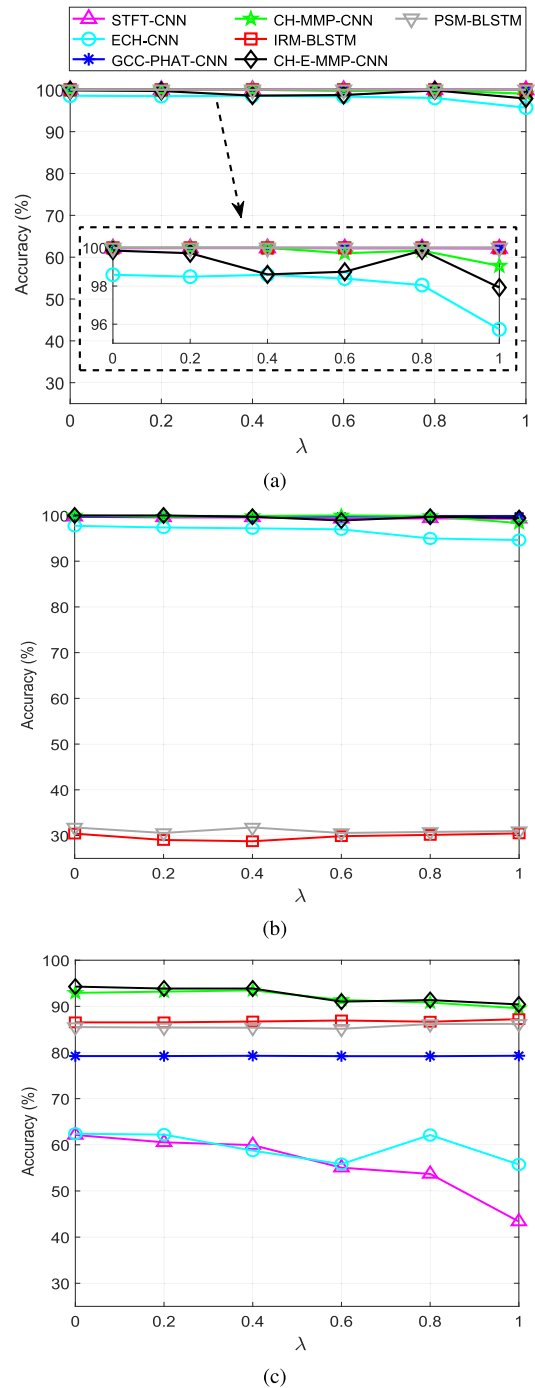 STFT-CNN CH-MMP-CNN PSM-BLSTM
ECH-CNN IRM-BLSTM
GCC-PHAT-CNN CH-E-MMP-CNN
Accuracy (%)
100
90
80
70
60
50
40
30
100
98
96
0 0.2 0.4 0.6 0.8 1
0 0.2 0.4 0.6 0.8 1
λ
(a)
Accuracy (%)
100
90
80
70
60
50
40
30
0 0.2 0.4 0.6 0.8 1
λ
(b)
Accuracy (%)
100
90
80
70
60
50
40
30
0 0.2 0.4 0.6 0.8 1
λ
(c)